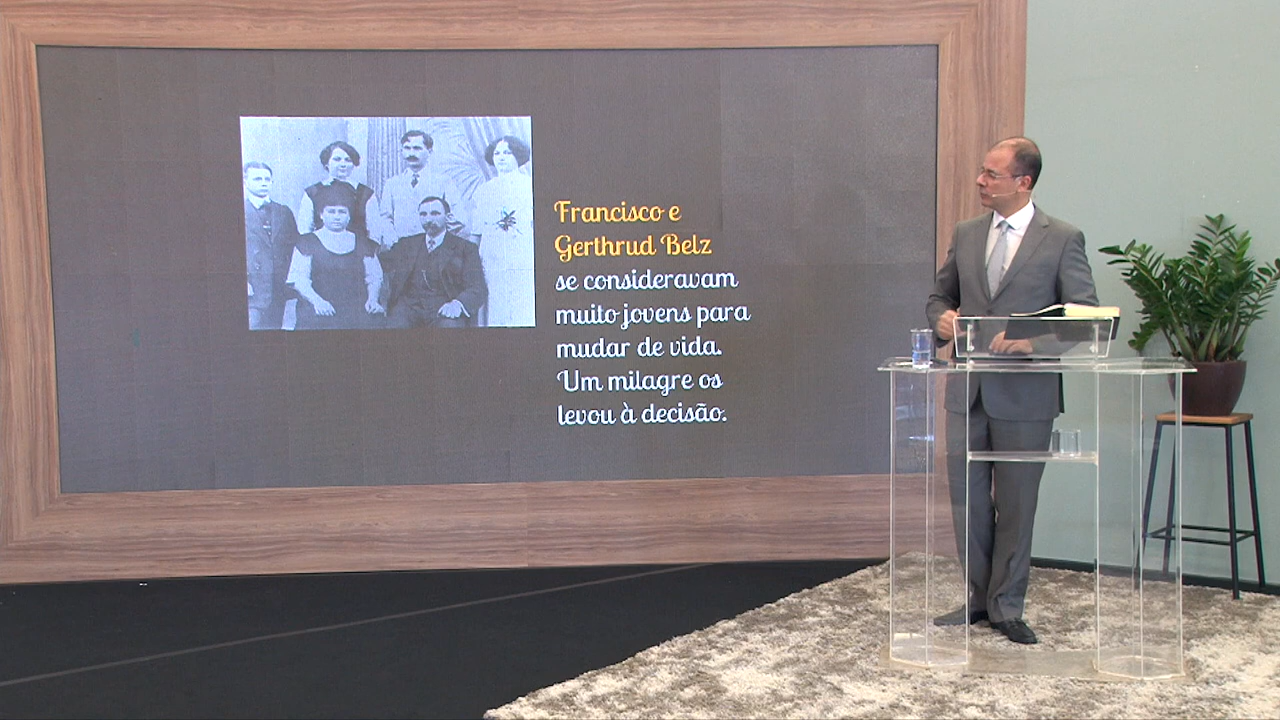 Francisco e
Gerthrud Belz
se consideravam
muito jovens para
mudar de vida.
Um milagre os
levou à decisão.